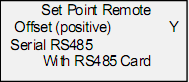 Set Point Remote
Offset (positive) Y
Serial RS485
With RS485 Card